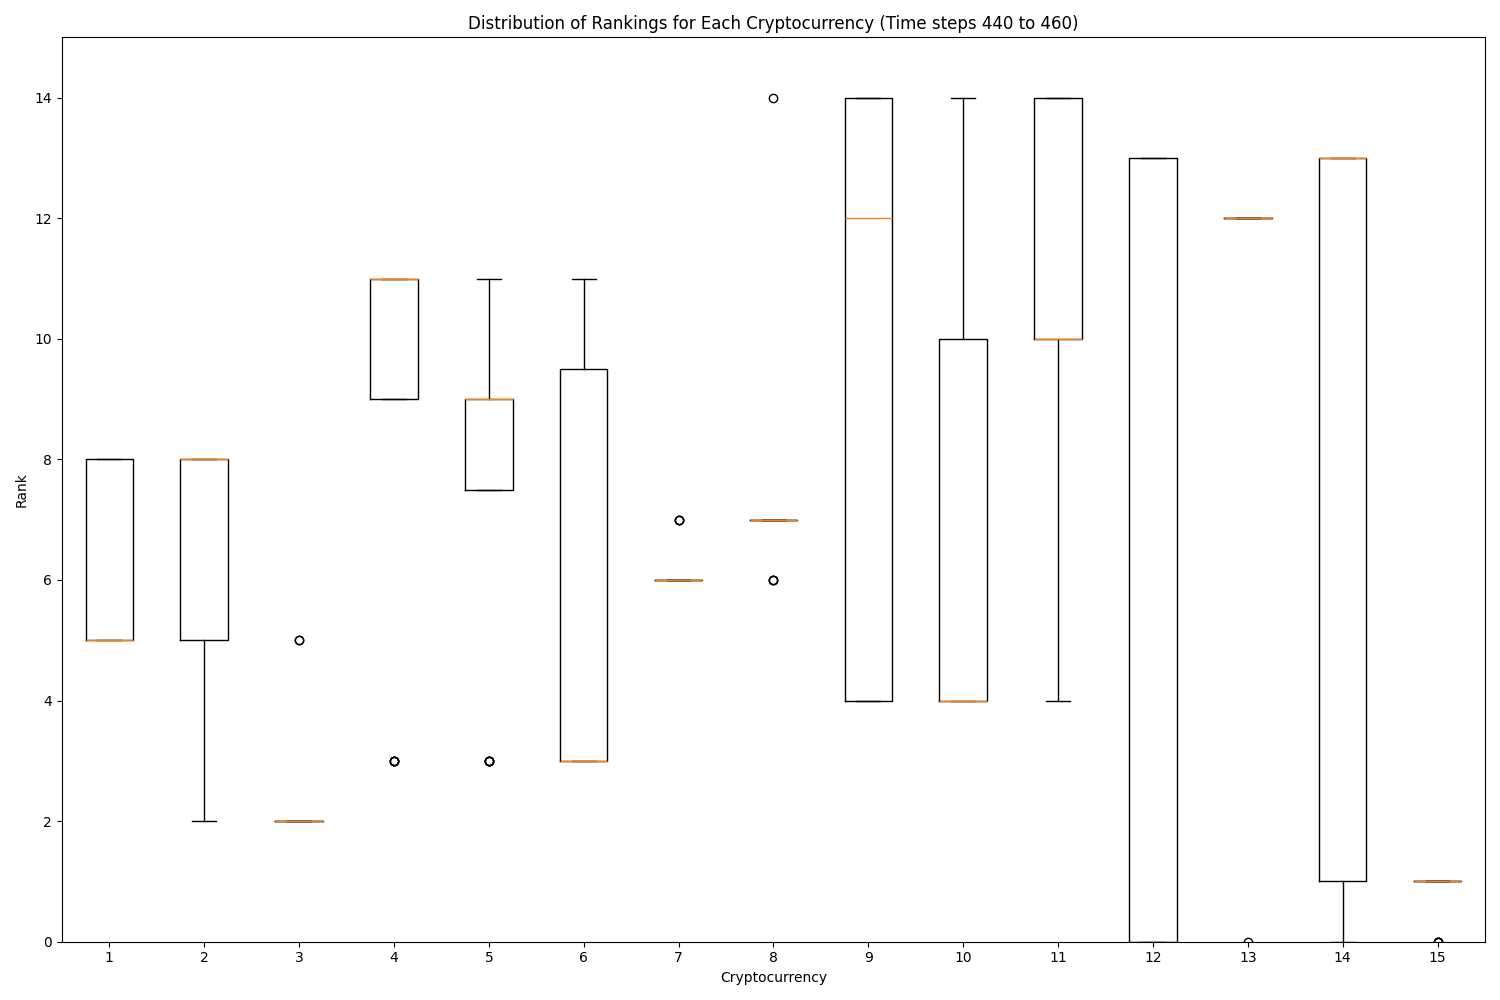 Distribution of Rankings for Each Cryptocurrency (Time steps 440 to 460)
Rank
14
12
10
8
6
4
2
0
1 2 3 4 5 6 7 8 9 10 11 12 13 14 15
Cryptocurrency